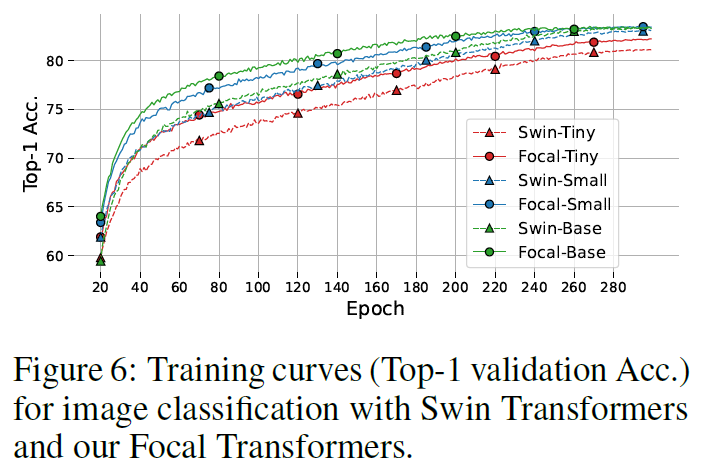 80
75
70
65
60
Top-1 Acc.
20 40 60 80 100 120 140 160 180 200 220 240 260 280
Epoch
Swin-Tiny
Focal-Tiny
Swin-Small
Focal-Small
Swin-Base
Focal-Base
Figure 6: Training curves (Top-1 validation Acc.)
for image classification with Swin Transformers
and our Focal Transformers.